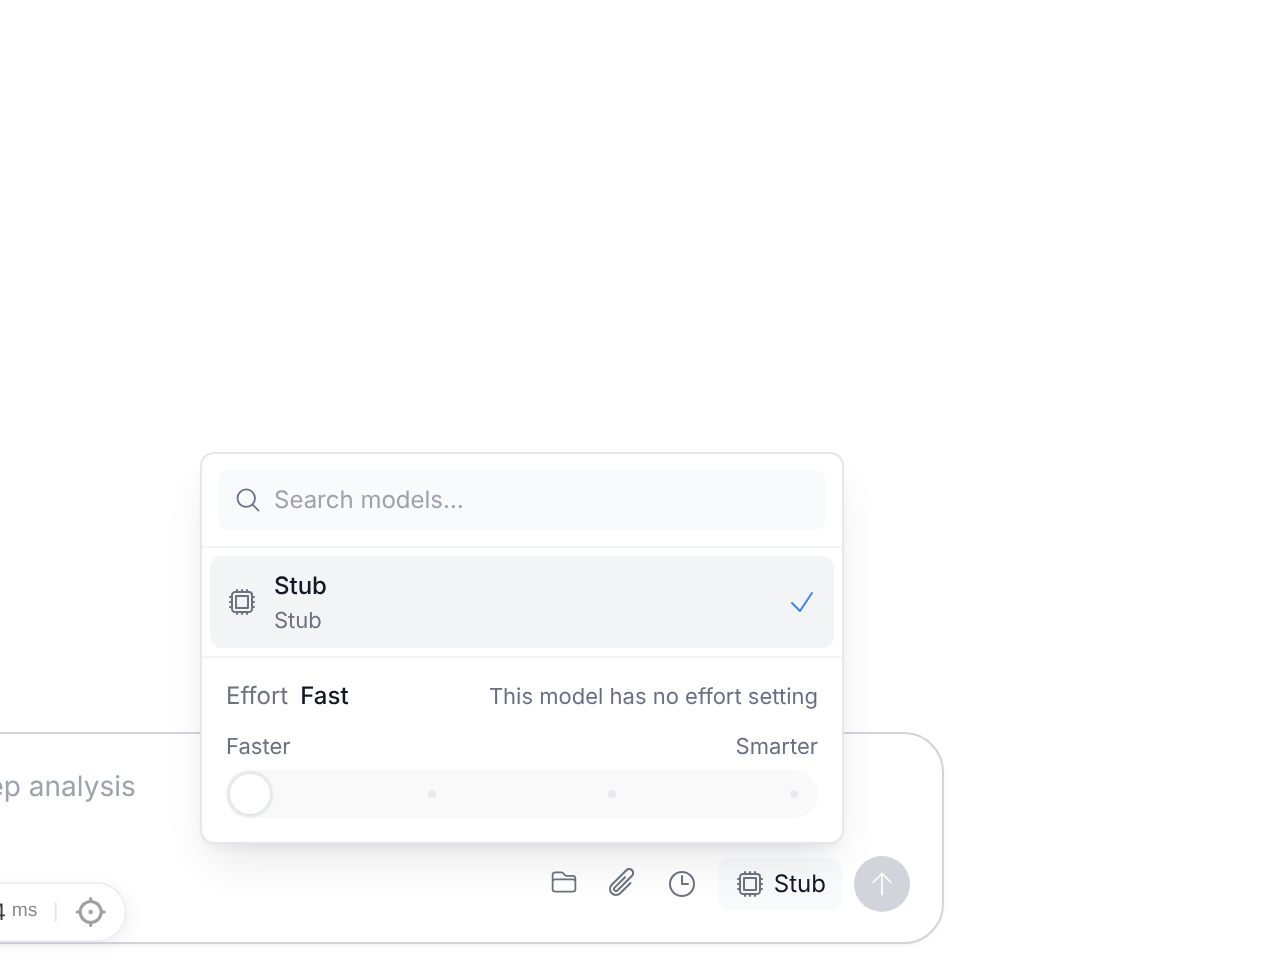 Search models...
Stub
Stub
Effort Fast This model has no effort setting
Faster Smarter
analysis
Stub
ms